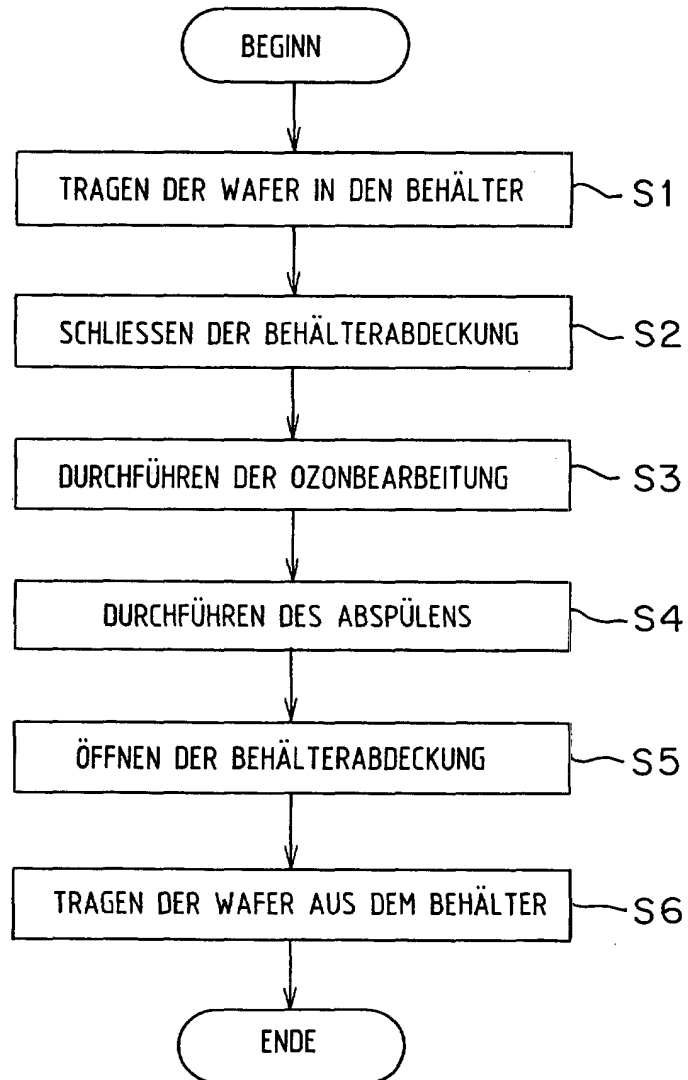 BEGINN
TRAGEN DER WAFER IN DEN BEHÄLTER S1
SCHLIESSEN DER BEHÄLTERABDECKUNG S2
DURCHFÜHREN DER OZONBEARBEITUNG S3
DURCHFÜHREN DES ABSPÜLENS S4
ÖFFNEN DER BEHÄLTERABDECKUNG S5
TRAGEN DER WAFER AUS DEM BEHÄLTER S6
ENDE